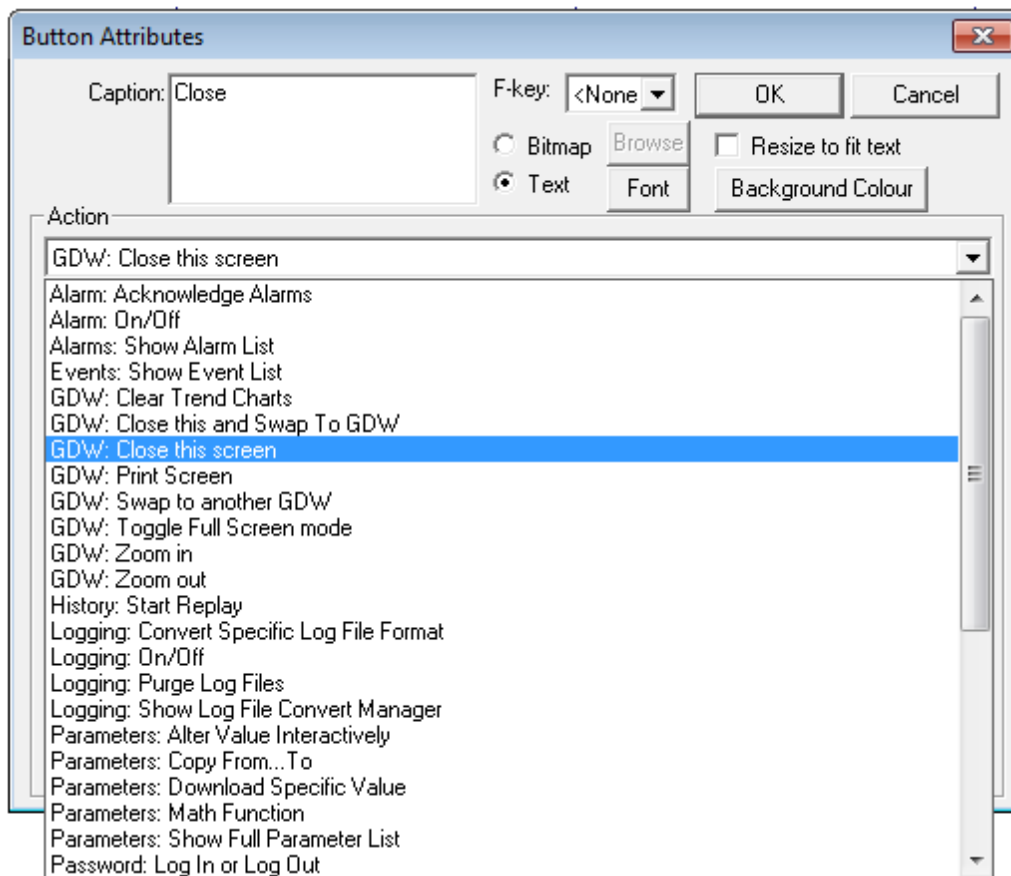 Button Attributes
Caption: Close F-key: <None OK Cancel
Bitmap Browse Resize to fit text
Text Font Background Colour
Action
GDW: Close this screen
Alarm: Acknowledge Alarms
Alarm: On/Off
Alarms: Show Alarm List
Events: Show Event List
GDW: Clear Trend Charts
GDW: Close this and Swap To GDW
GDW: Close this screen
GDW: Print Screen
GDW: Swap to another GDW
GDW: Toggle Full Screen mode
GDW: Zoom in
GDW: Zoom out
History: Start Replay
Logging: Convert Specific Log File Format
Logging: On/Off
Logging: Purge Log Files
Logging: Show Log File Convert Manager
Parameters: Alter Value Interactively
Parameters: Copy From...To
Parameters: Download Specific Value
Parameters: Math Function
Parameters: Show Full Parameter List
Password: Log In or Log Out